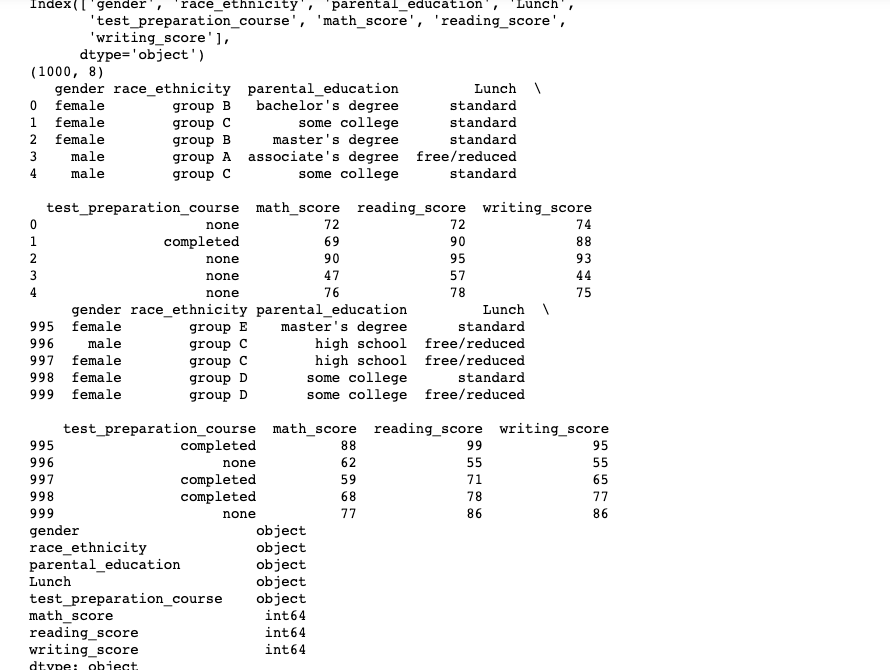 Index(['gender', 'race_ethnicity', 'parental_education', 'Lunch',
       'test_preparation_course', 'math_score', 'reading_score',
       'writing_score'],
      dtype='object')
(1000, 8)
   gender race_ethnicity  parental_education         Lunch  \
0  female        group B   bachelor's degree      standard
1  female        group C        some college      standard
2  female        group B     master's degree      standard
3    male        group A  associate's degree  free/reduced
4    male        group C        some college      standard
  test_preparation_course  math_score  reading_score  writing_score
0                    none          72             72             74
1               completed          69             90             88
2                    none          90             95             93
3                    none          47             57             44
4                    none          76             78             75
     gender race_ethnicity parental_education         Lunch  \
995  female        group E    master's degree      standard
996    male        group C        high school  free/reduced
997  female        group C        high school  free/reduced
998  female        group D       some college      standard
999  female        group D       some college  free/reduced
    test_preparation_course  math_score  reading_score  writing_score
995               completed          88             99             95
996                    none          62             55             55
997               completed          59             71             65
998               completed          68             78             77
999                    none          77             86             86
gender                     object
race_ethnicity             object
parental_education         object
Lunch                      object
test_preparation_course    object
math_score                  int64
reading_score               int64
writing_score               int64
dtype: object